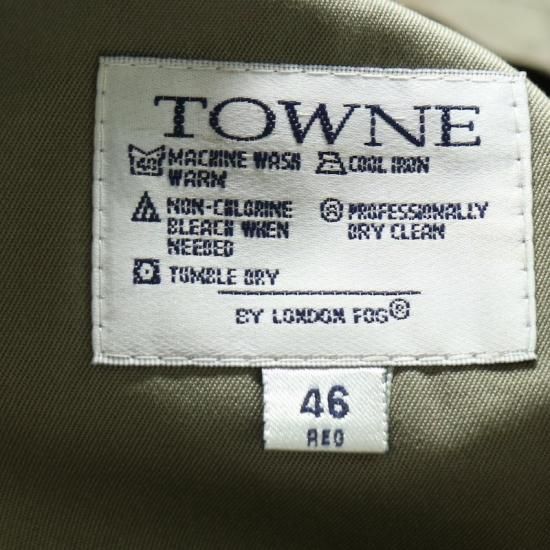 TOWNE
40 MACHINE WASH
WARM
COOL IRON
NON-CHLORINE
BLEACH WHEN
NEEDED
PROFESSIONALLY
DRY CLEAN
TUMBLE DRY
BY LONDON FOG®
46
REG